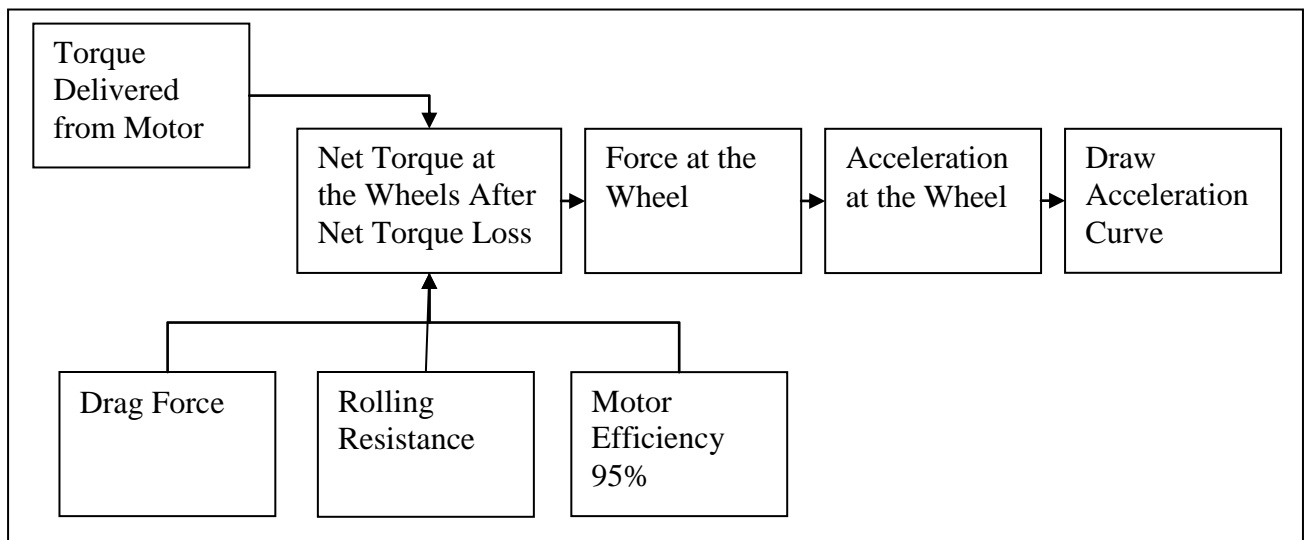 Torque
Delivered
from Motor
Net Torque at
the Wheels After
Net Torque Loss
Force at the
Wheel
Acceleration
at the Wheel
Draw
Acceleration
Curve
Drag Force
Rolling
Resistance
Motor
Efficiency
95%